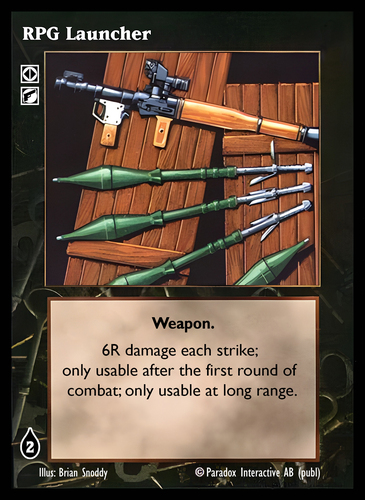 RPG Launcher
Weapon.
6R damage each strike;
only usable after the first round of
combat; only usable at long range.
2
Illus: Brian Snoddy © Paradox Interactive AB (publ)